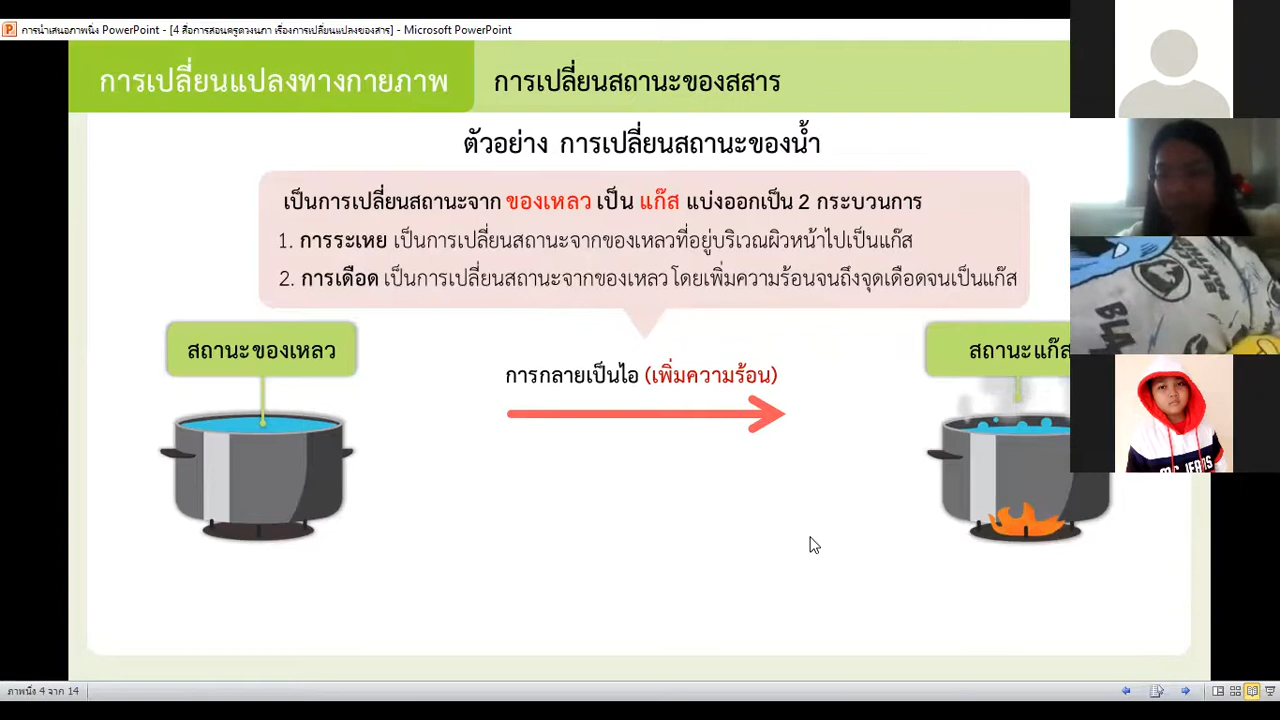 การนำเสนอภาพนิ่ง PowerPoint - [4 สื่อการสอนครูดวงนภา เรื่องการเปลี่ยนแปลงของสาร] - Microsoft PowerPoint
การเปลี่ยนแปลงทางกายภาพ
การเปลี่ยนสถานะของสสาร
ตัวอย่าง การเปลี่ยนสถานะของน้ำ
เป็นการเปลี่ยนสถานะจาก ของเหลว เป็น แก๊ส แบ่งออกเป็น 2 กระบวนการ
1. การระเหย เป็นการเปลี่ยนสถานะจากของเหลวที่อยู่บริเวณผิวหน้าไปเป็นแก๊ส
2. การเดือด เป็นการเปลี่ยนสถานะจากของเหลว โดยเพิ่มความร้อนจนถึงจุดเดือดจนเป็นแก๊ส
สถานะของเหลว
สถานะแก๊ส
การกลายเป็นไอ (เพิ่มความร้อน)
ภาพนิ่ง 4 จาก 14